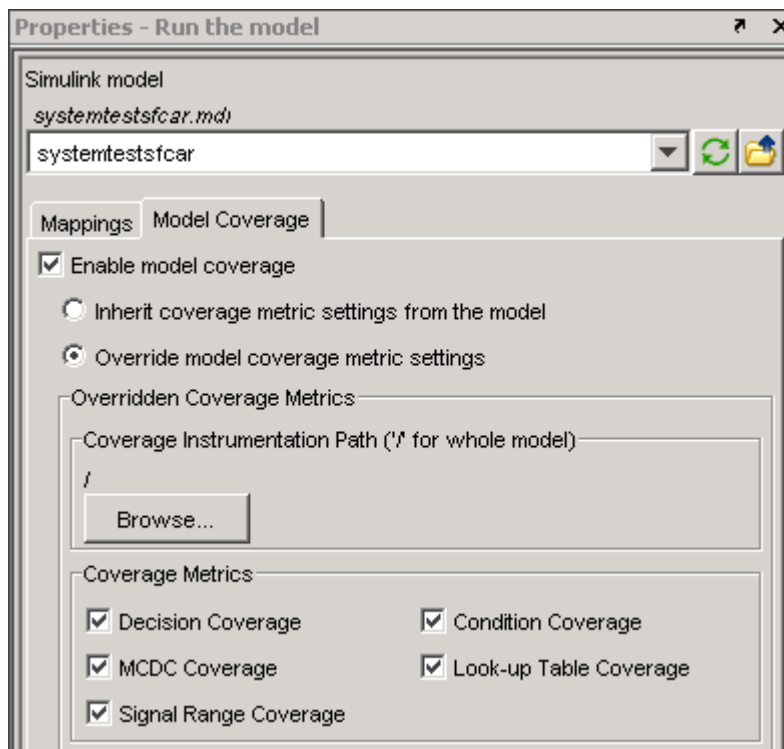 Properties - Run the model
Simulink model
systemtestsfcar.mdl
systemtestsfcar
Mappings
Model Coverage
Enable model coverage
Inherit coverage metric settings from the model
Override model coverage metric settings
Overridden Coverage Metrics
Coverage Instrumentation Path ('/' for whole model)
/
Browse...
Coverage Metrics
Decision Coverage
Condition Coverage
MCDC Coverage
Look-up Table Coverage
Signal Range Coverage